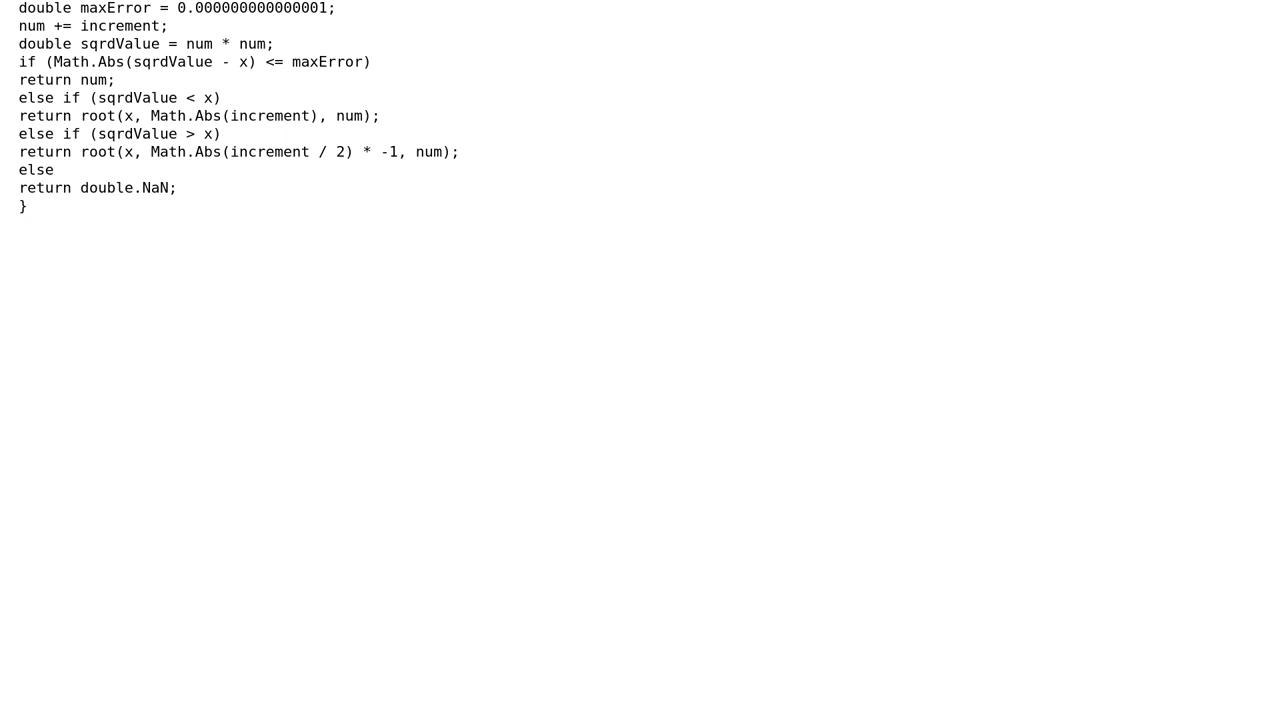 double maxError = 0.000000000000001;
num += increment;
double sqrdValue = num * num;
if (Math.Abs(sqrdValue - x) <= maxError)
return num;
else if (sqrdValue < x)
return root(x, Math.Abs(increment), num);
else if (sqrdValue > x)
return root(x, Math.Abs(increment / 2) * -1, num);
else
return double.NaN;
}